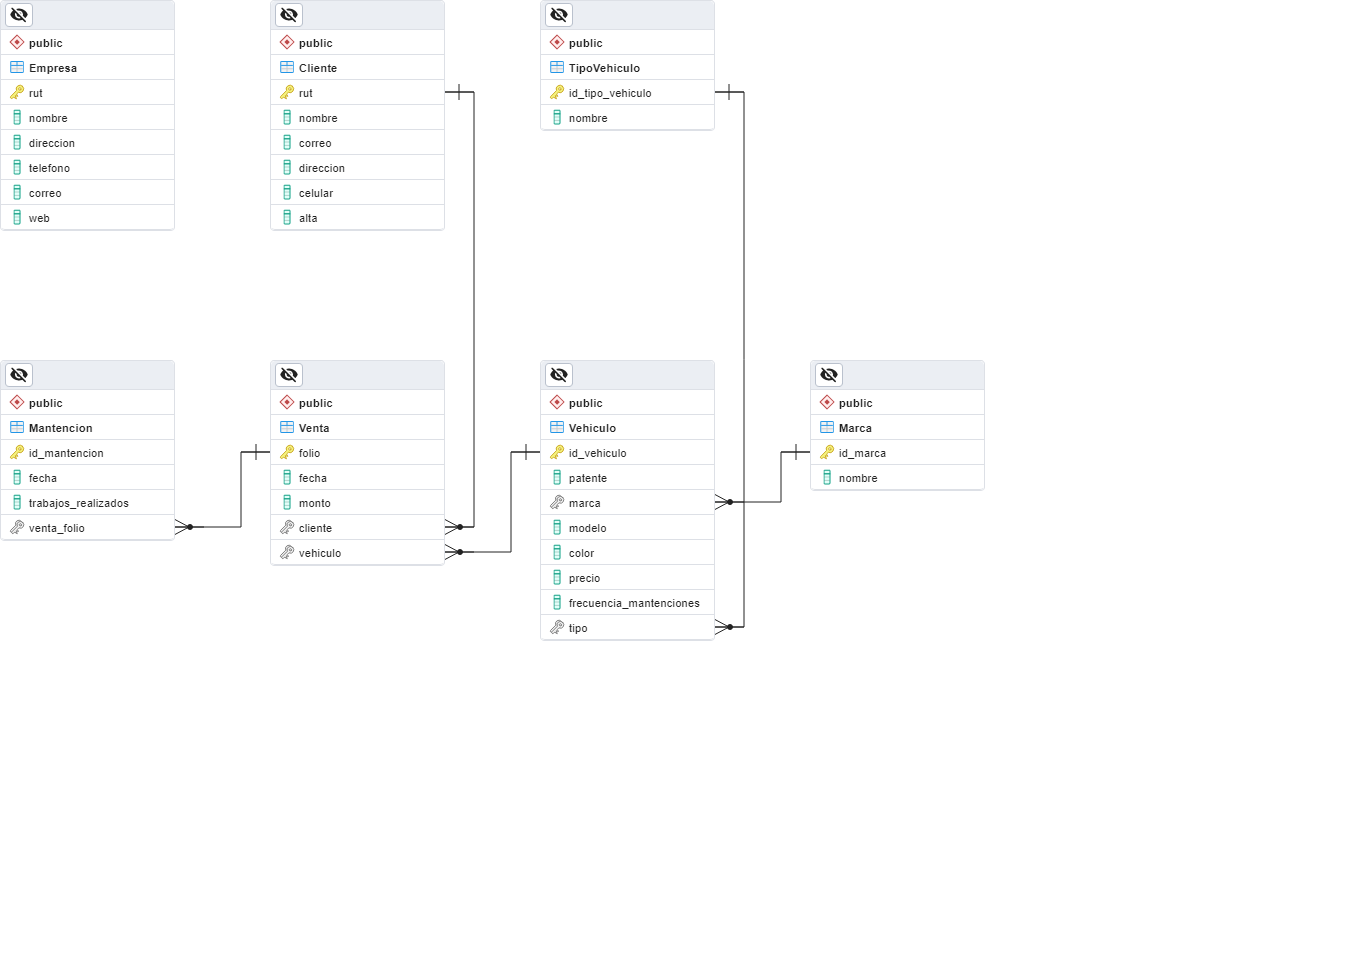 public
Empresa
rut
nombre
direccion
telefono
correo
web
public
Cliente
rut
nombre
correo
direccion
celular
alta
public
TipoVehiculo
id_tipo_vehiculo
nombre
public
Mantencion
id_mantencion
fecha
trabajos_realizados
venta_folio
public
Venta
folio
fecha
monto
cliente
vehiculo
public
Vehiculo
id_vehiculo
patente
marca
modelo
color
precio
frecuencia_mantenciones
tipo
public
Marca
id_marca
nombre